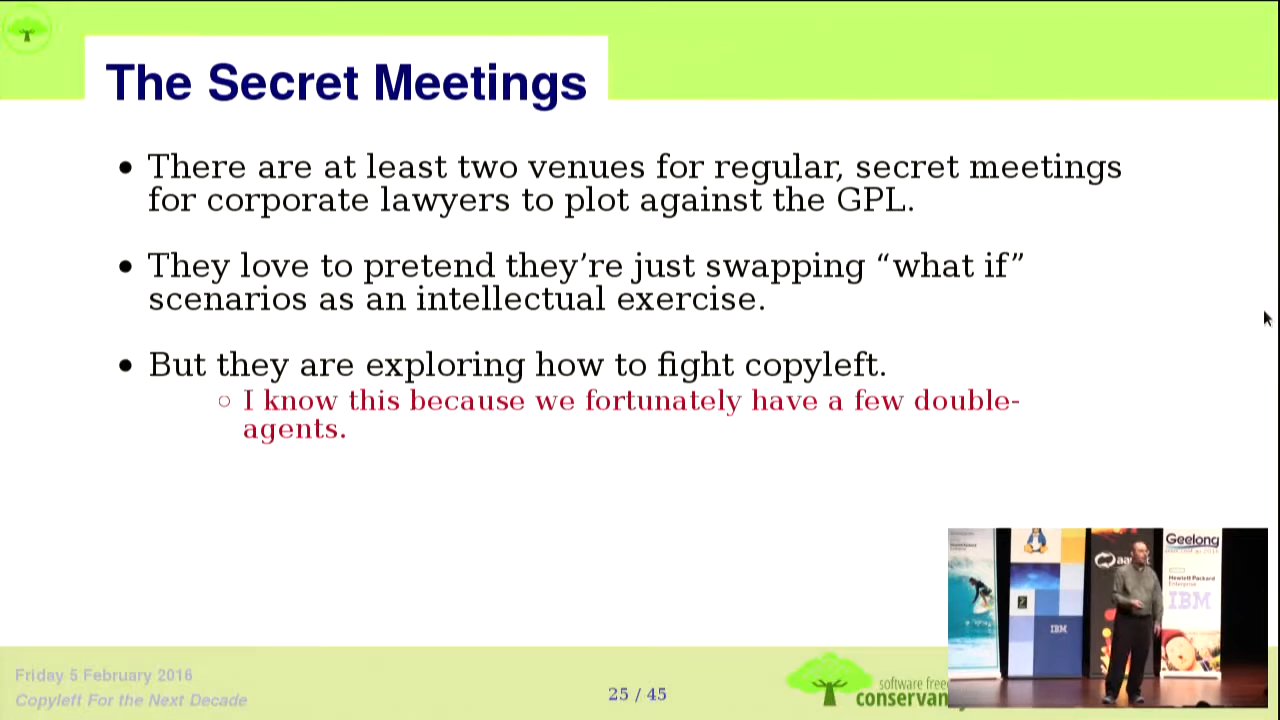 The Secret Meetings
• There are at least two venues for regular, secret meetings
for corporate lawyers to plot against the GPL.
• They love to pretend they’re just swapping “what if”
scenarios as an intellectual exercise.
• But they are exploring how to fight copyleft.
○ I know this because we fortunately have a few double-
agents.
Geelong
Hewlett Packard
Enterprise
IBM
IBM
Friday 5 February 2016
Copyleft For the Next Decade
25 / 45
software free
conservan